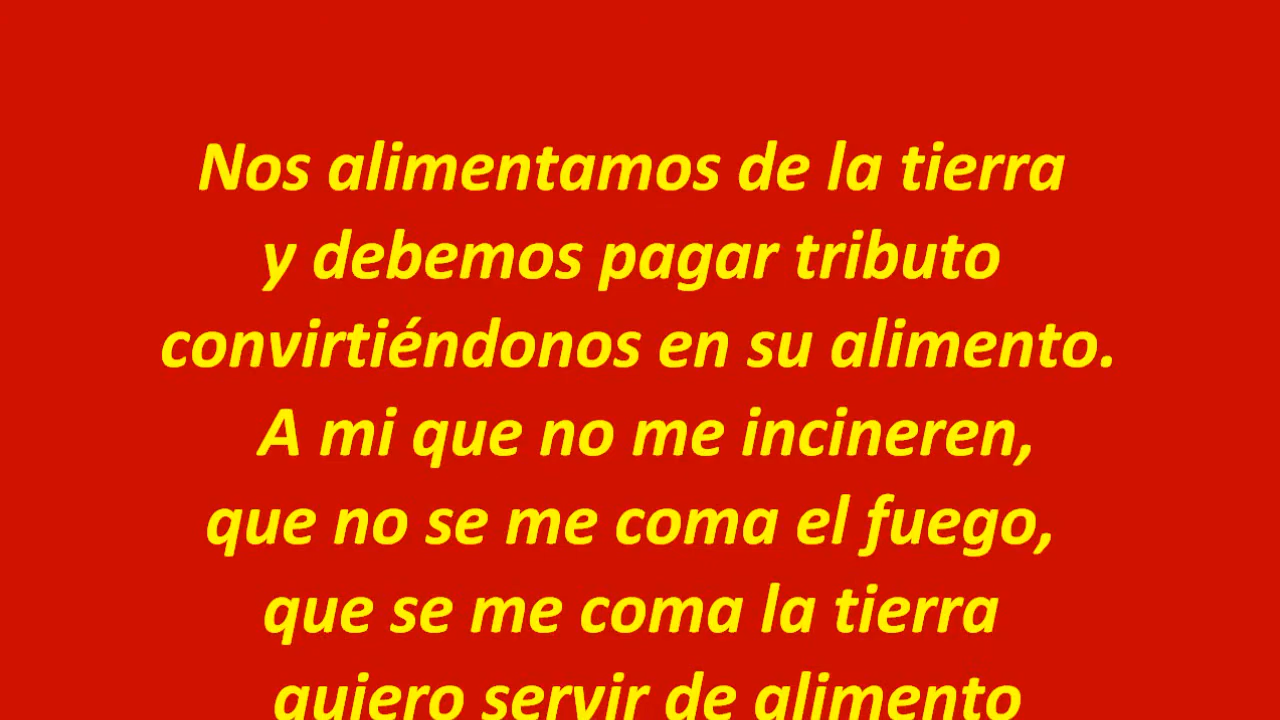 Nos alimentamos de la tierra
y debemos pagar tributo
convirtiéndonos en su alimento.
A mi que no me incineren,
que no se me coma el fuego,
que se me coma la tierra
quiero servir de alimento